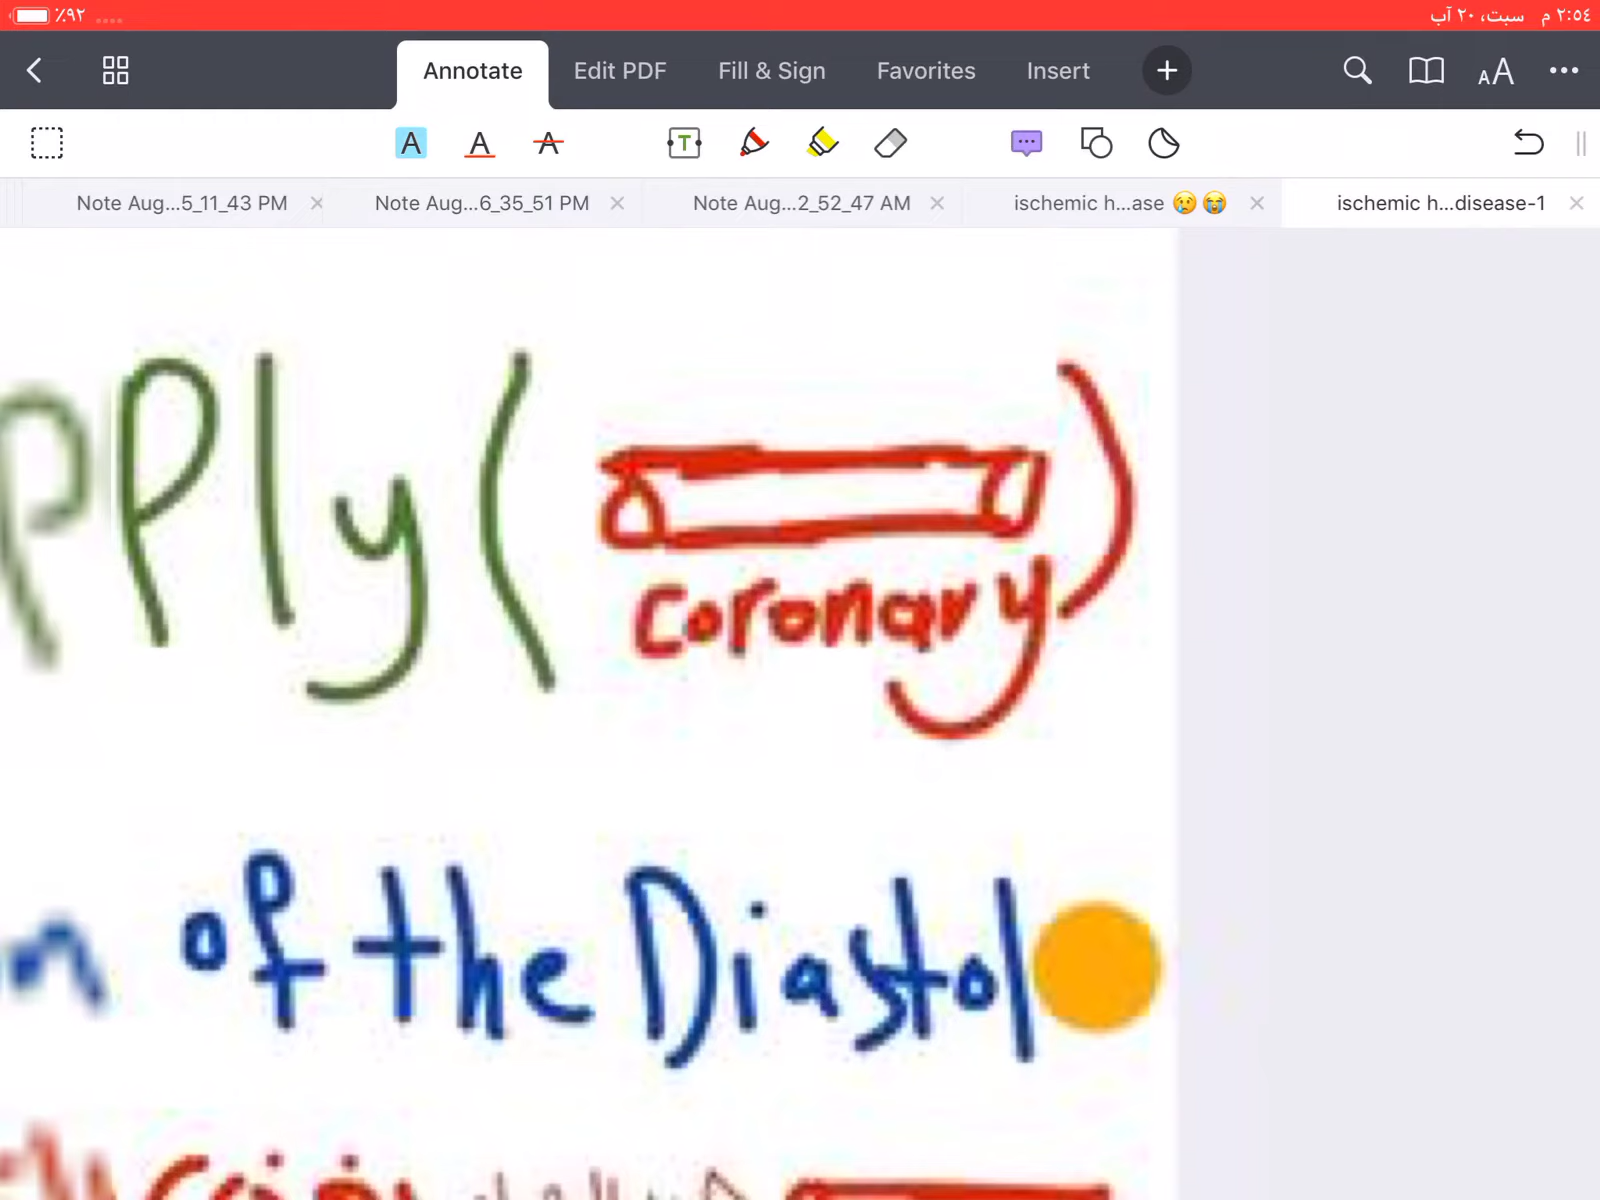 ٪٩٢ سبت، ٢٠ آب ٢:٥٤ م
Annotate Edit PDF Fill & Sign Favorites Insert
Note Aug...5_11_43 PM Note Aug...6_35_51 PM Note Aug...2_52_47 AM ischemic h...ase 😢😭 ischemic h...disease-1
PPly (
Coronary)
of the Diastol